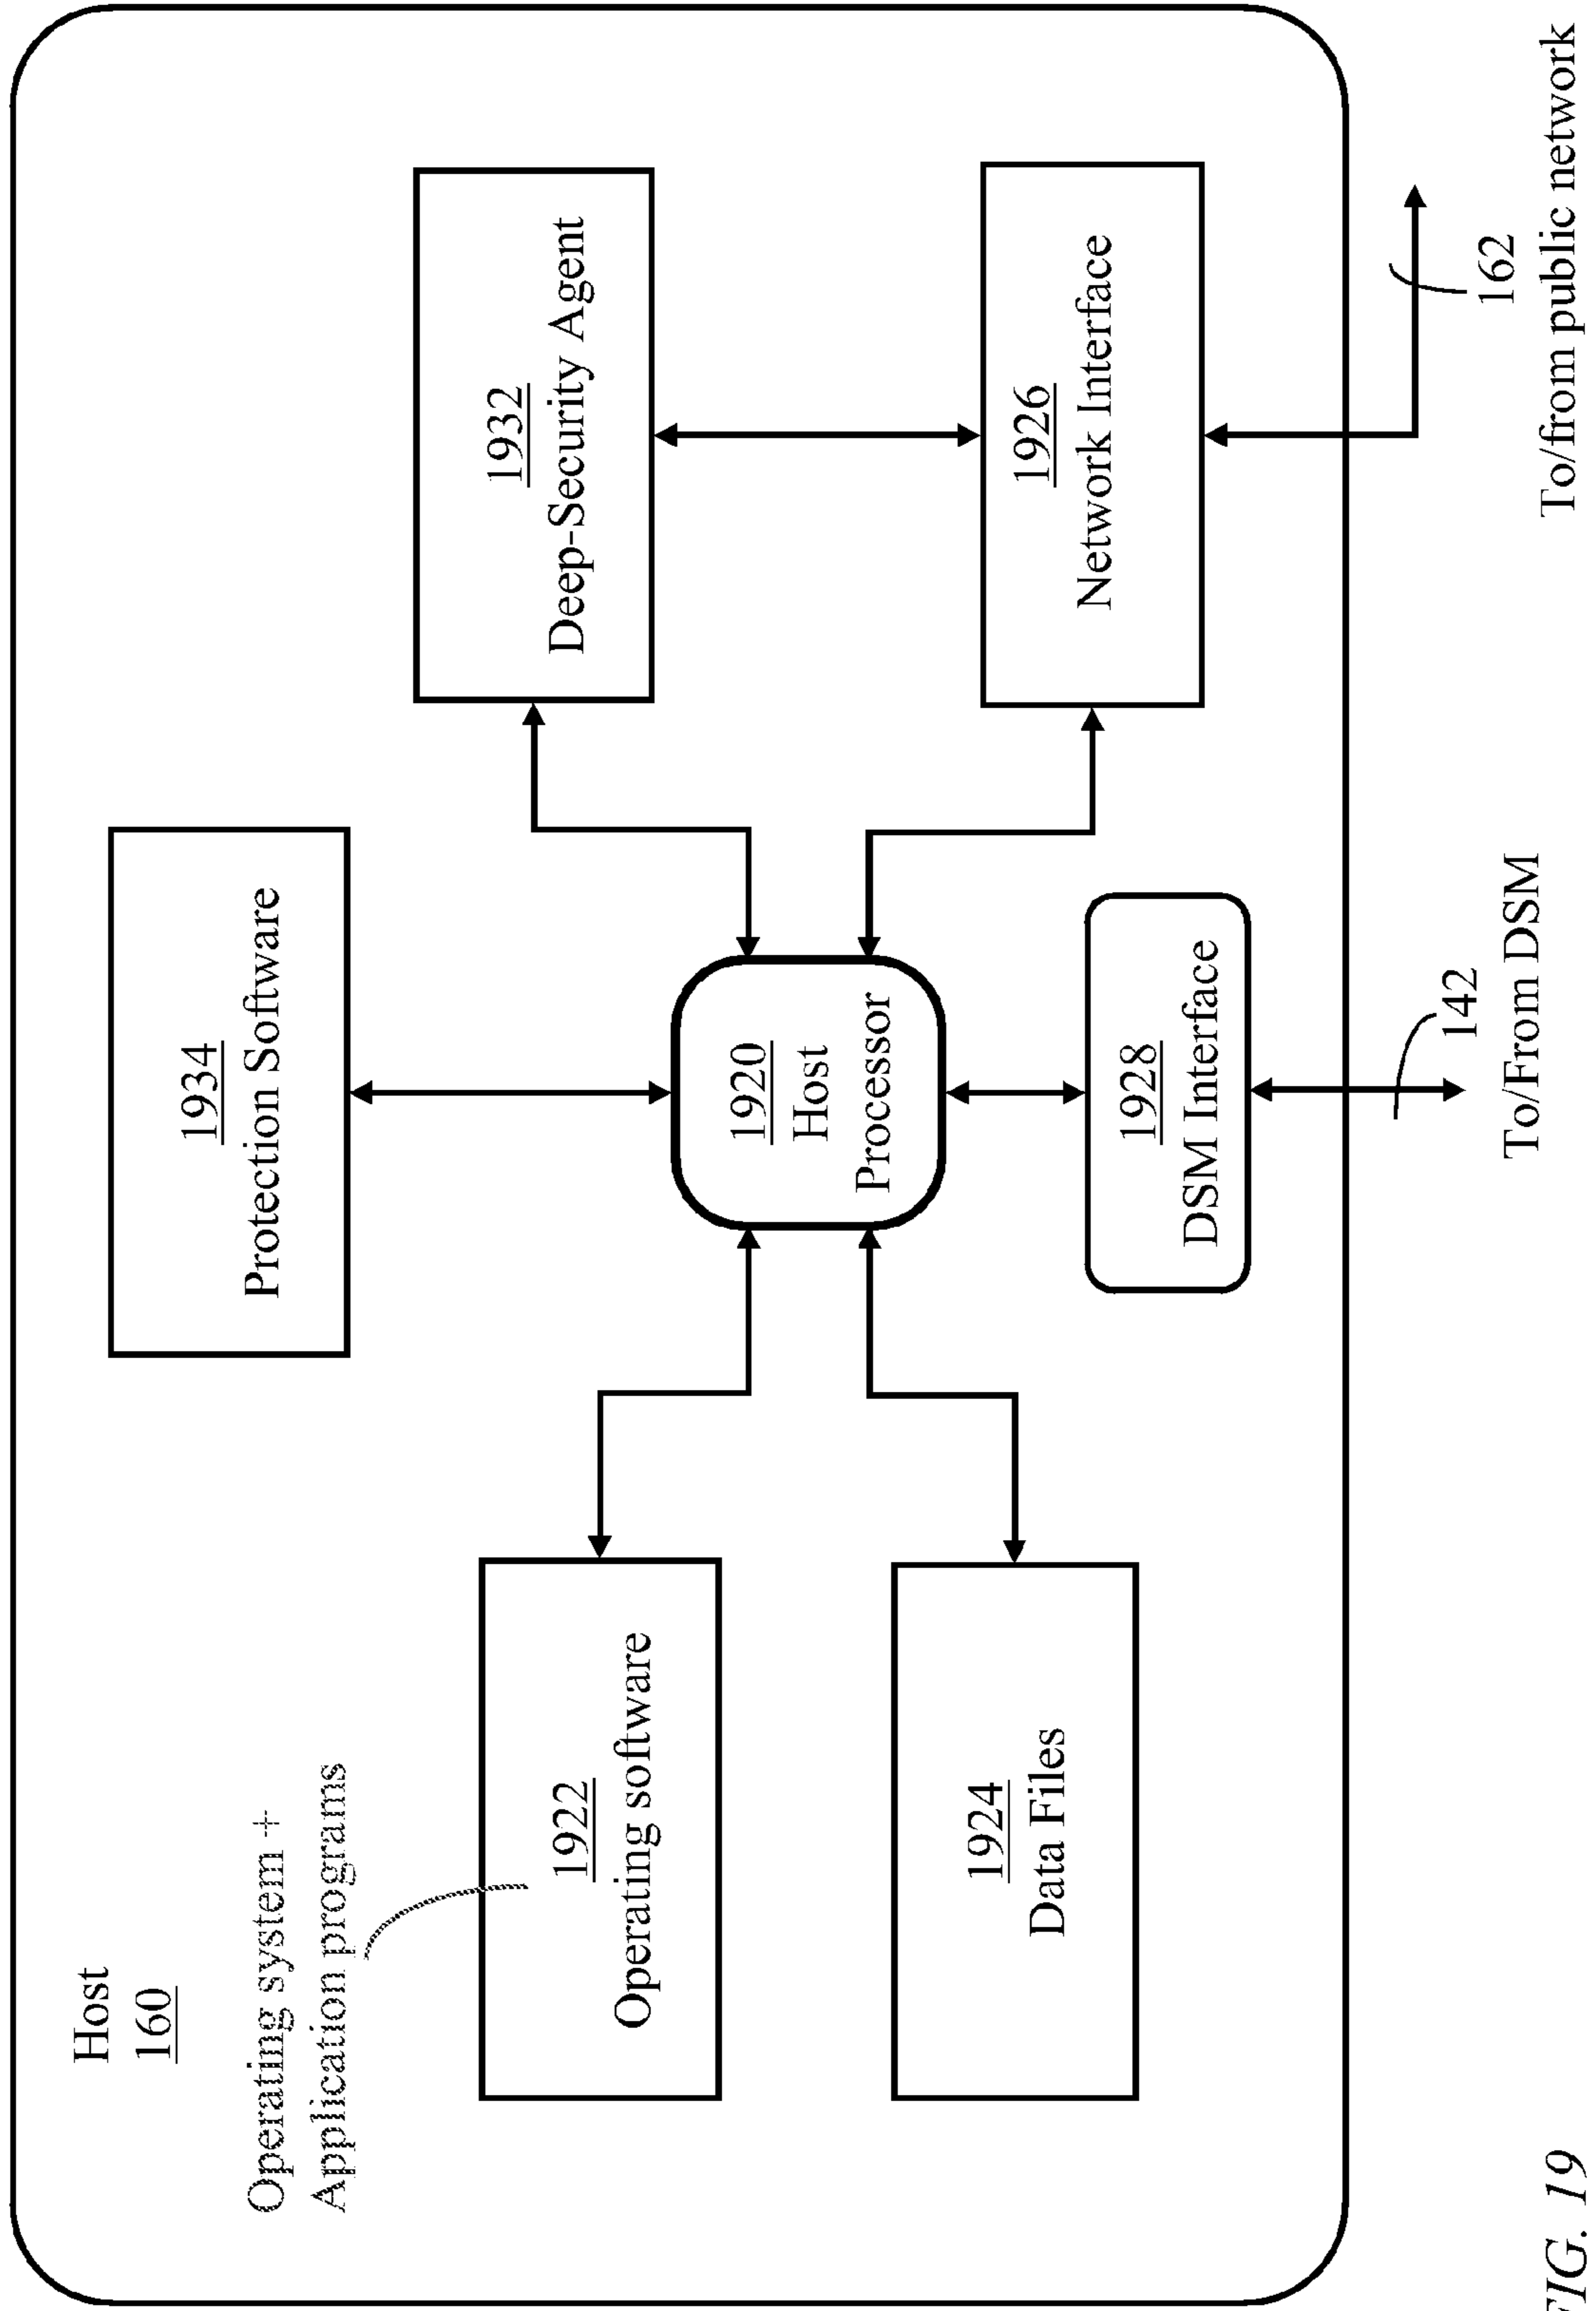 Host
160
Operating system +
Application programs
1934
Protection Software
1922
Operating software
1932
Deep-Security Agent
1920
Host
Processor
1924
Data Files
1928
DSM Interface
1926
Network Interface
142
To/From DSM
162
To/from public network
FIG. 19